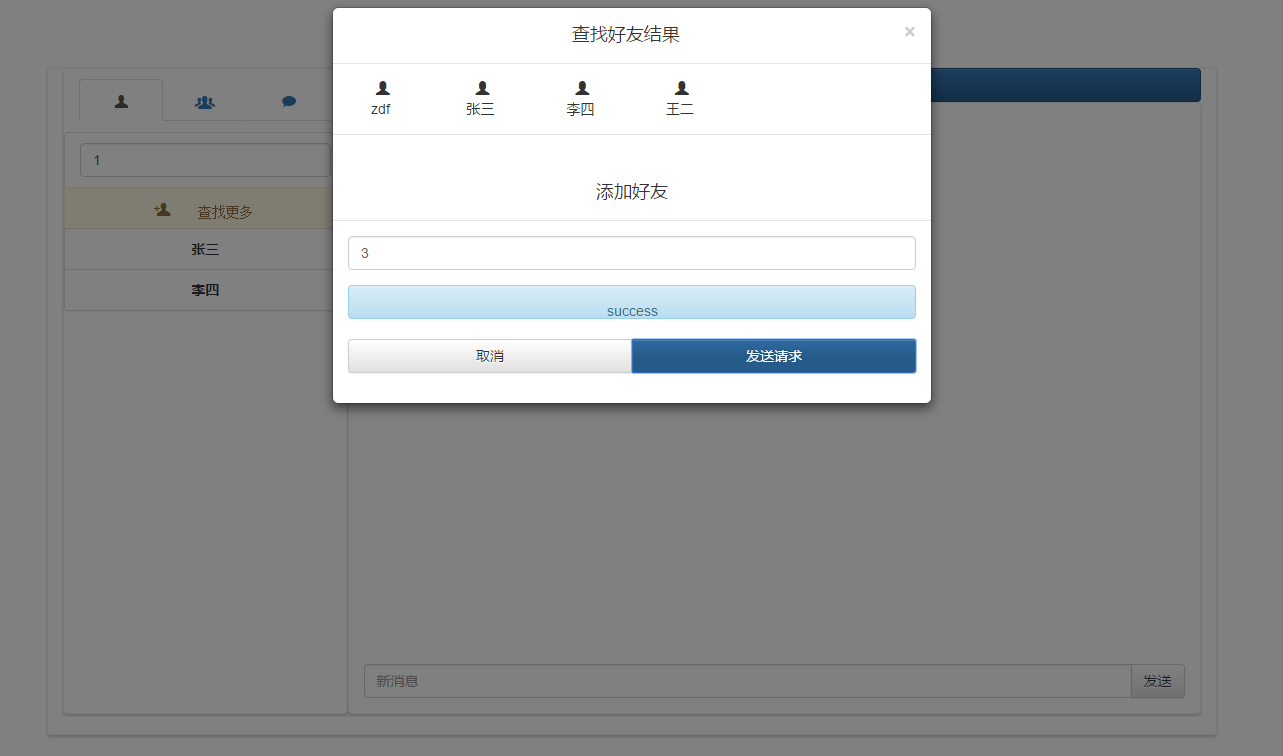 查找好友结果
×
zdf 张三 李四 王二
添加好友
3
success
取消 发送请求
1
查找更多
张三
李四
新消息 发送